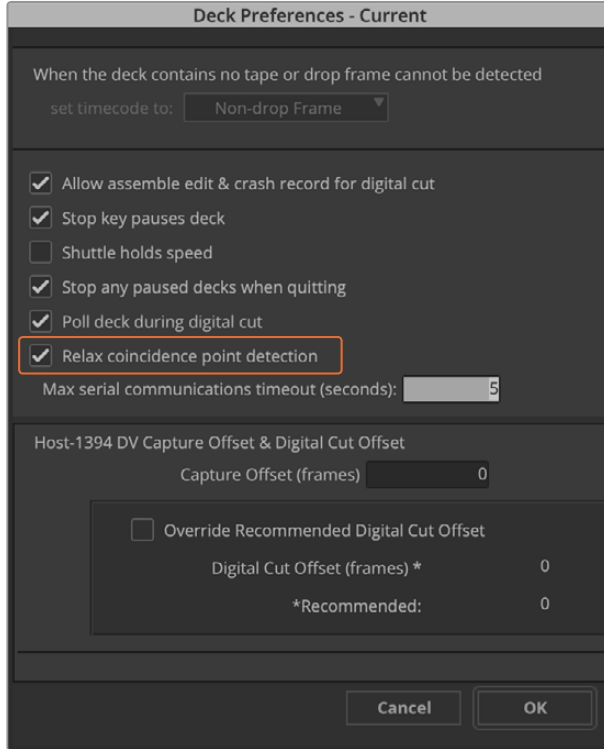 Deck Preferences - Current
When the deck contains no tape or drop frame cannot be detected
set timecode to: Non-drop Frame
Allow assemble edit & crash record for digital cut
Stop key pauses deck
Shuttle holds speed
Stop any paused decks when quitting
Poll deck during digital cut
Relax coincidence point detection
Max serial communications timeout (seconds): 5
Host-1394 DV Capture Offset & Digital Cut Offset
Capture Offset (frames) 0
Override Recommended Digital Cut Offset
Digital Cut Offset (frames) * 0
*Recommended: 0
Cancel OK